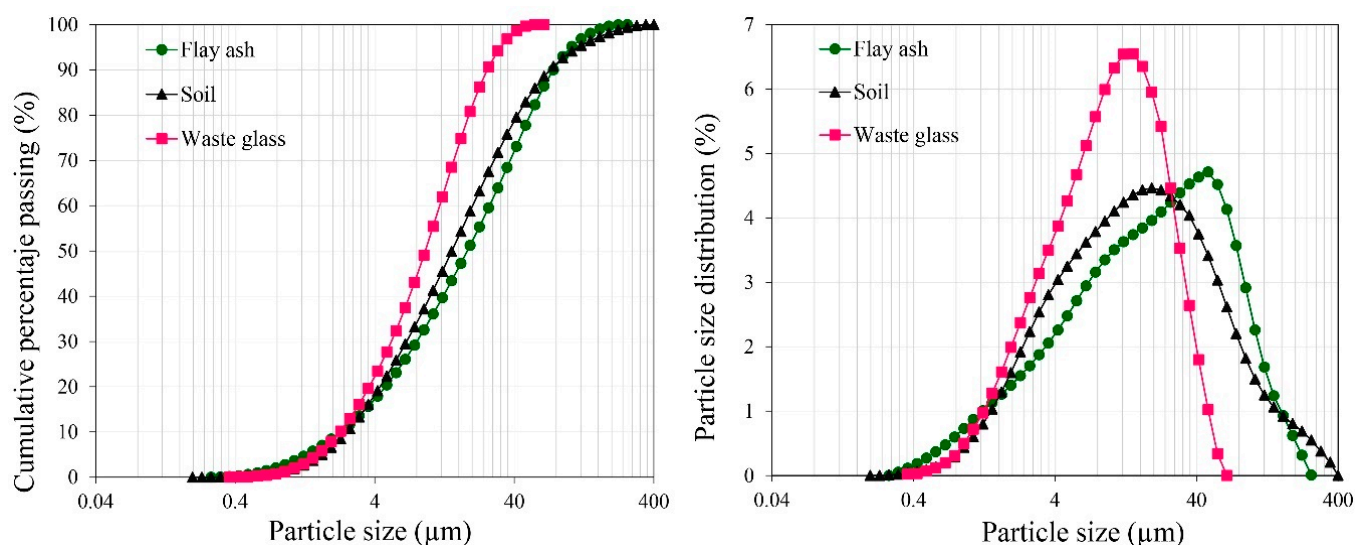 Cumulative percentaje passing (%)
100
90
80
70
60
50
40
30
20
10
0
Flay ash
Soil
Waste glass
0.04
0.4
4
40
400
Particle size (µm)
Particle size distribution (%)
7
6
5
4
3
2
1
0
Flay ash
Soil
Waste glass
0.04
0.4
4
40
400
Particle size (µm)